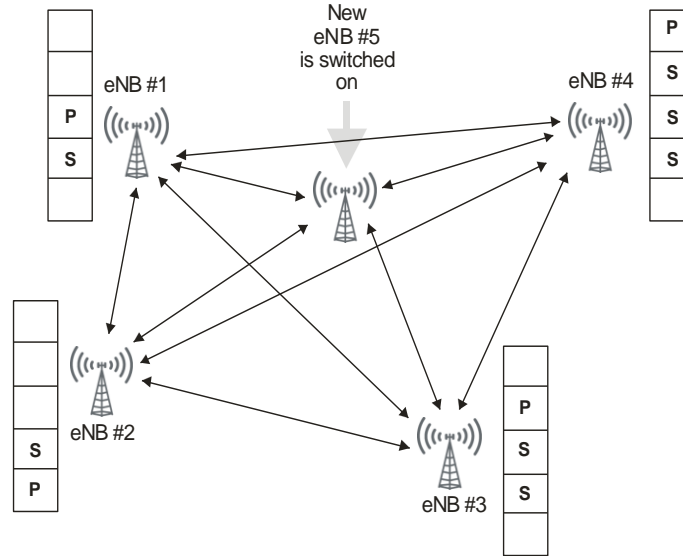 New
eNB #5
is switched
on
eNB #1
P
S
eNB #4
P
S
S
S
eNB #2
S
P
eNB #3
P
S
S